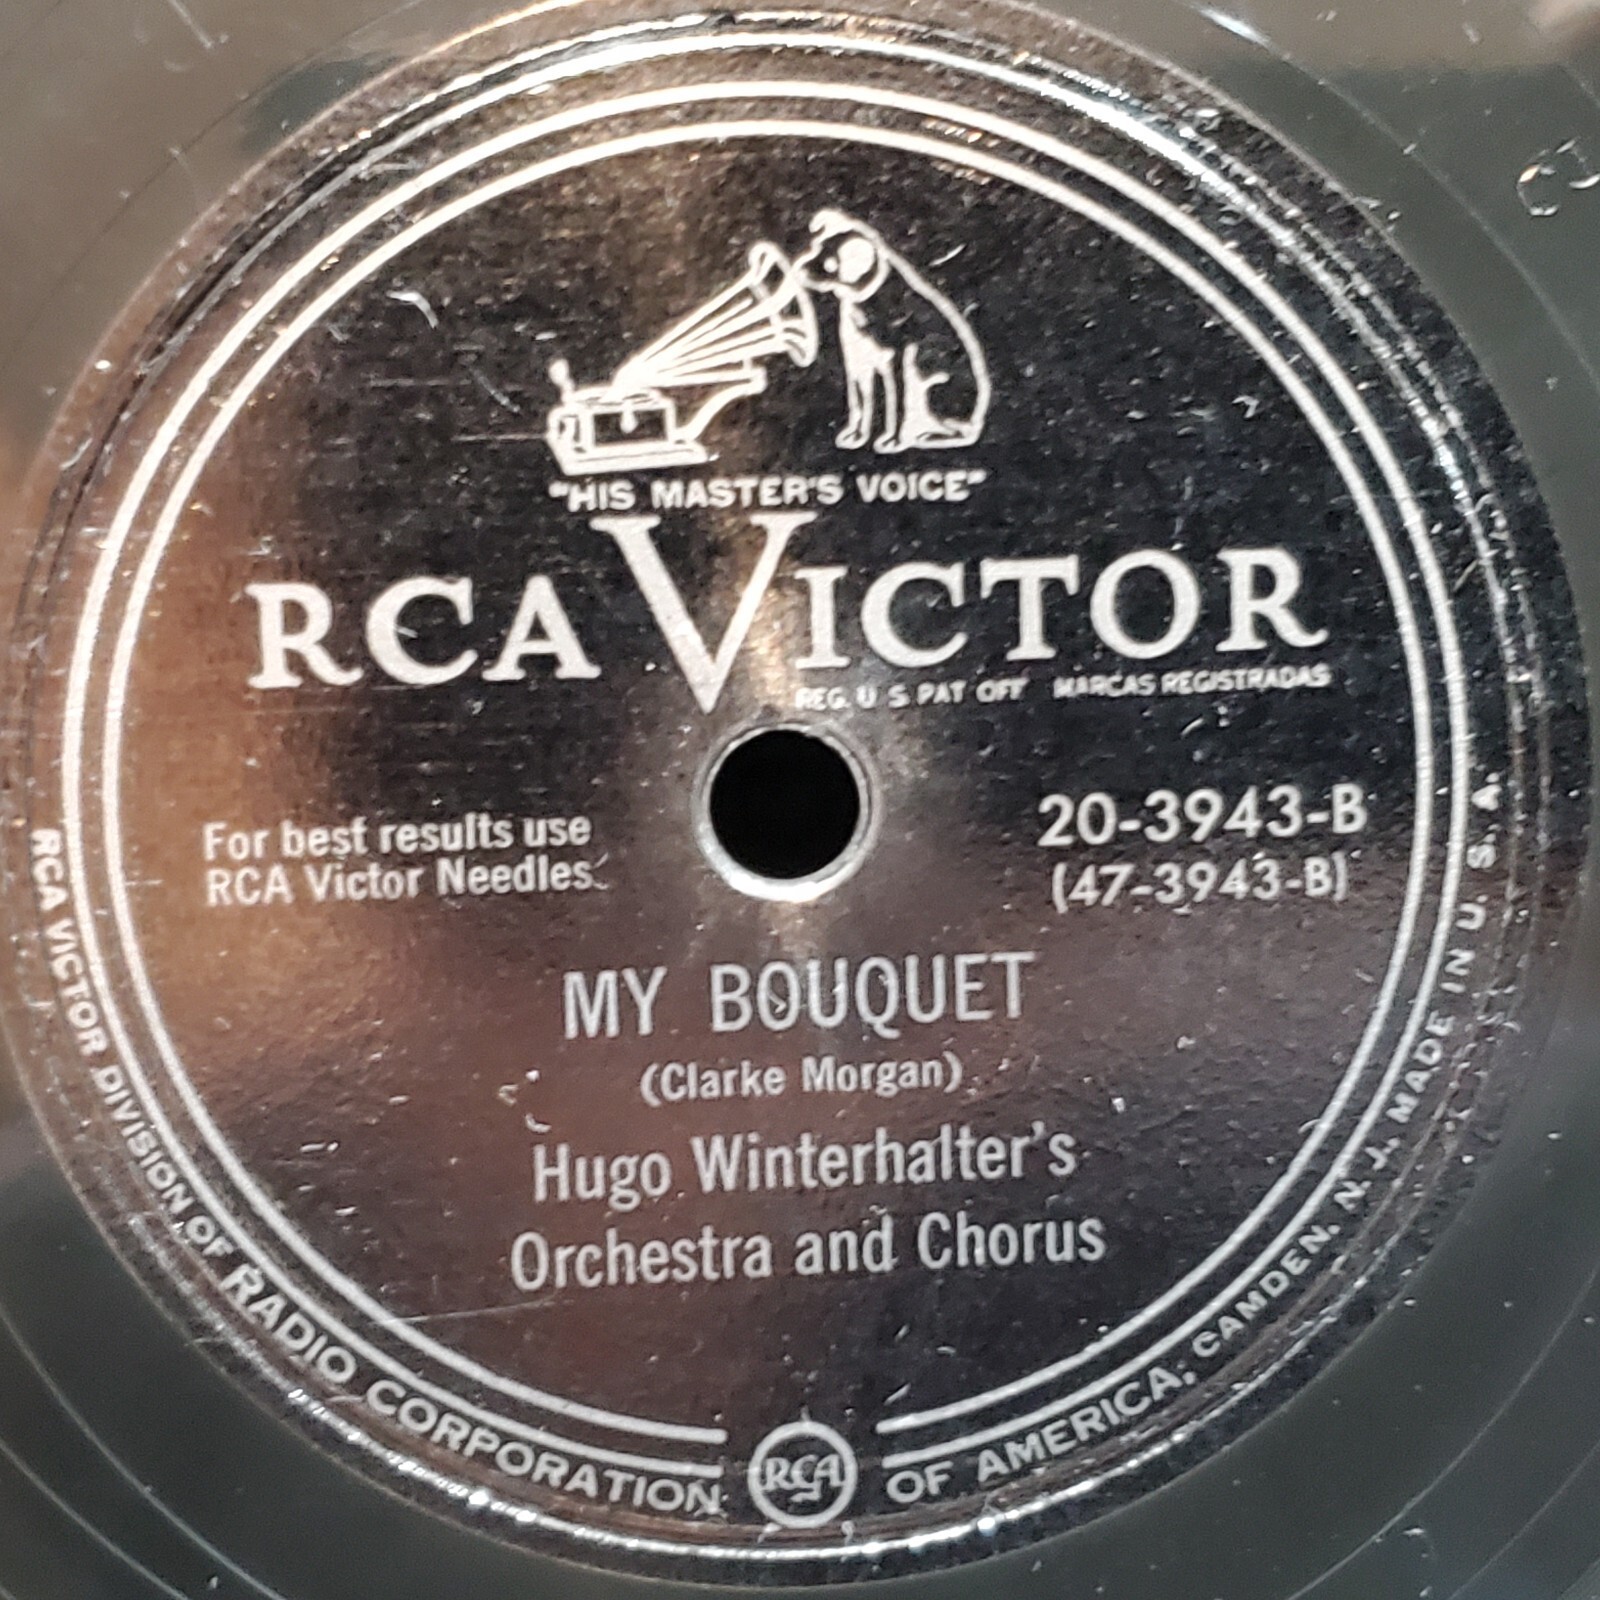 "HIS MASTER'S VOICE"
RCA VICTOR
REG. U S. PAT OFF MARCAS REGISTRADAS
For best results use
RCA Victor Needles
20-3943-B
(47-3943-B)
MY BOUQUET
(Clarke Morgan)
Hugo Winterhalter's
Orchestra and Chorus
RCA VICTOR DIVISION OF RADIO CORPORATION OF AMERICA, CAMDEN, N. J. MADE IN U. S. A.
RCA